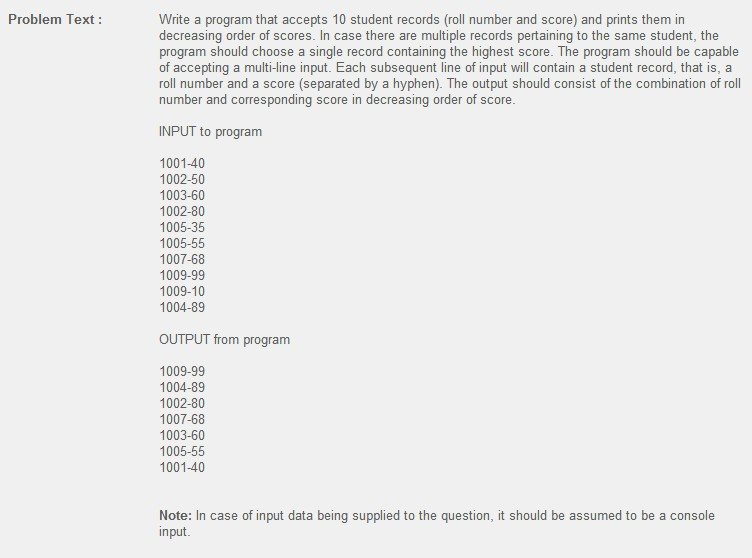 Problem Text :
Write a program that accepts 10 student records (roll number and score) and prints them in
decreasing order of scores. In case there are multiple records pertaining to the same student, the
program should choose a single record containing the highest score. The program should be capable
of accepting a multi-line input. Each subsequent line of input will contain a student record, that is, a
roll number and a score (separated by a hyphen). The output should consist of the combination of roll
number and corresponding score in decreasing order of score.
INPUT to program
1001-40
1002-50
1003-60
1002-80
1005-35
1005-55
1007-68
1009-99
1009-10
1004-89
OUTPUT from program
1009-99
1004-89
1002-80
1007-68
1003-60
1005-55
1001-40
Note: In case of input data being supplied to the question, it should be assumed to be a console
input.